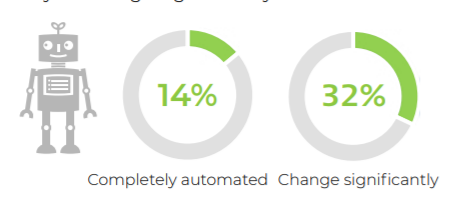 14%
32%
Completely automated
Change significantly